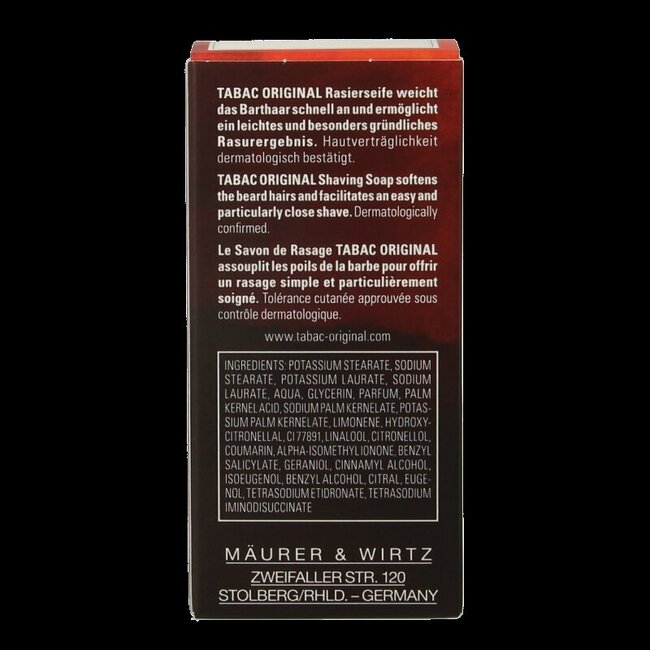 TABAC ORIGINAL Rasierseife weicht
das Barthaar schnell an und ermöglicht
ein leichtes und besonders gründliches
Rasurergebnis. Hautverträglichkeit
dermatologisch bestätigt.
TABAC ORIGINAL Shaving Soap softens
the beard hairs and facilitates an easy and
particularly close shave. Dermatologically
confirmed.
Le Savon de Rasage TABAC ORIGINAL
assouplit les poils de la barbe pour offrir
un rasage simple et particulièrement
soigné. Tolérance cutanée approuvée sous
contrôle dermatologique.
www.tabac-original.com
INGREDIENTS: POTASSIUM STEARATE, SODIUM
STEARATE, POTASSIUM LAURATE, SODIUM
LAURATE, AQUA, GLYCERIN, PARFUM, PALM
KERNEL ACID, SODIUM PALM KERNELATE, POTAS-
SIUM PALM KERNELATE, LIMONENE, HYDROXY-
CITRONELLAL, CI 77891, LINALOOL, CITRONELLOL,
COUMARIN, ALPHA-ISOMETHYL IONONE, BENZYL
SALICYLATE, GERANIOL, CINNAMYL ALCOHOL,
ISOEUGENOL, BENZYL ALCOHOL, CITRAL, EUGE-
NOL, TETRASODIUM ETIDRONATE, TETRASODIUM
IMINODISUCCINATE
MÄURER & WIRTZ
ZWEIFALLER STR. 120
STOLBERG/RHLD. – GERMANY